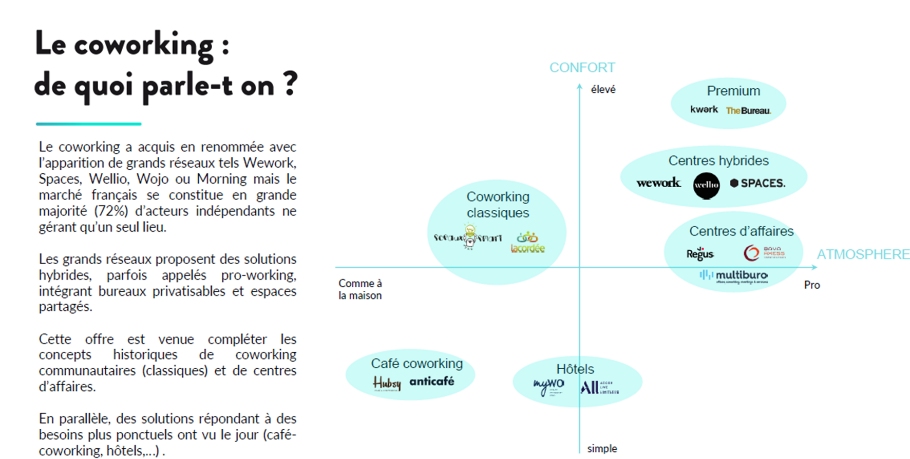 Le coworking :
de quoi parle-t on ?
Le coworking a acquis en renommée avec
l'apparition de grands réseaux tels Wework,
Spaces, Wellio, Wojo ou Morning mais le
marché français se constitue en grande
majorité (72%) d'acteurs indépendants ne
gérant qu'un seul lieu.
Les grands réseaux proposent des solutions
hybrides, parfois appelés pro-working,
intégrant bureaux privatisables et espaces
partagés.
Cette offre est venue compléter les
concepts historiques de coworking
communautaires (classiques) et de centres
d'affaires.
En parallèle, des solutions répondant à des
besoins plus ponctuels ont vu le jour (café-
coworking, hôtels,...) .
CONFORT
élevé
Premium
kwerk TheBureau.
Centres hybrides
wework wellio SPACES.
Coworking
classiques
lacordée
Centres d'affaires
Regus
multiburo
ATMOSPHERE
Comme à
la maison
Pro
Café coworking
Hubsy anticafé
Hôtels
mywo ALL ACCOR
LIVE
LIMITLESS
simple